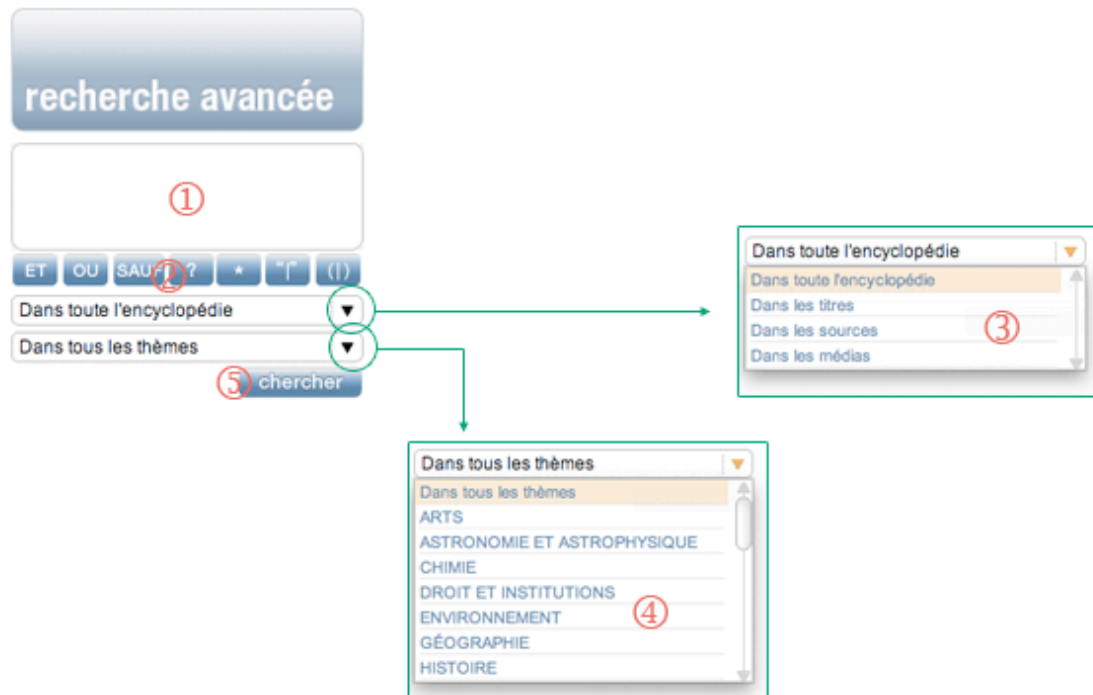 recherche avancée
①
ET OU SAUF ? * "|" (|)
②
Dans toute l'encyclopédie ▼
Dans tous les thèmes ▼
⑤ chercher
Dans toute l'encyclopédie ▼
Dans toute l'encyclopédie
Dans les titres
Dans les sources ③
Dans les médias
Dans tous les thèmes ▼
Dans tous les thèmes
ARTS
ASTRONOMIE ET ASTROPHYSIQUE
CHIMIE
DROIT ET INSTITUTIONS
ENVIRONNEMENT ④
GÉOGRAPHIE
HISTOIRE